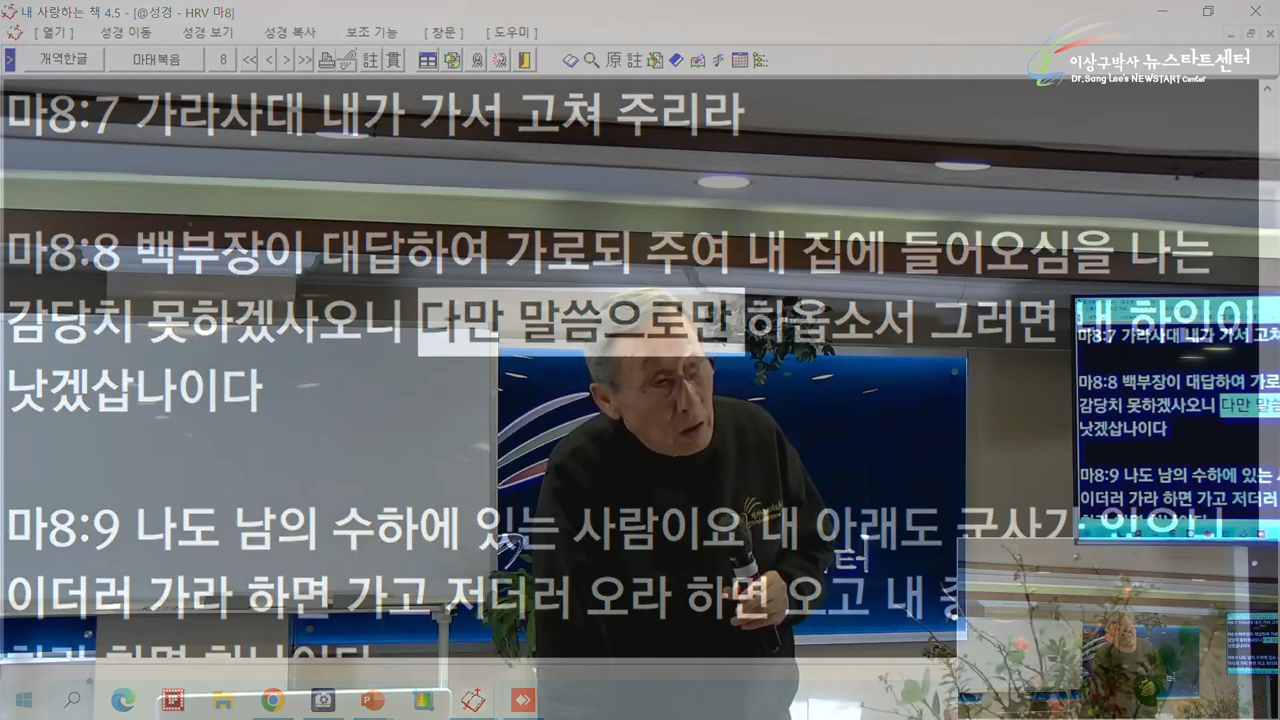 내 사랑하는 책 4.5 - [@성경 - HRV 마8]
[ 열기 ] 성경 이동 성경 보기 성경 복사 보조 기능 [ 창문 ] [ 도우미 ]
개역한글 마태복음 8 << < > >> 註 貫 原 註
이상구박사 뉴스타트센터
Dr. Sang Lee's NEWSTART Center
마8:7 가라사대 내가 가서 고쳐 주리라
마8:8 백부장이 대답하여 가로되 주여 내 집에 들어오심을 나는
감당치 못하겠사오니 다만 말씀으로만 하옵소서 그러면 내 하인이
낫겠삽나이다
마8:9 나도 남의 수하에 있는 사람이요 내 아래도 군사가 있으니
이더러 가라 하면 가고 저더러 오라 하면 오고 내 종
하면
마8:7 가라사대 내가 가서 고쳐
마8:8 백부장이 대답하여 가로
감당치 못하겠사오니 다만 말씀
낫겠삽나이다
마8:9 나도 남의 수하에 있는
이더러 가라 하면 가고 저더러
터